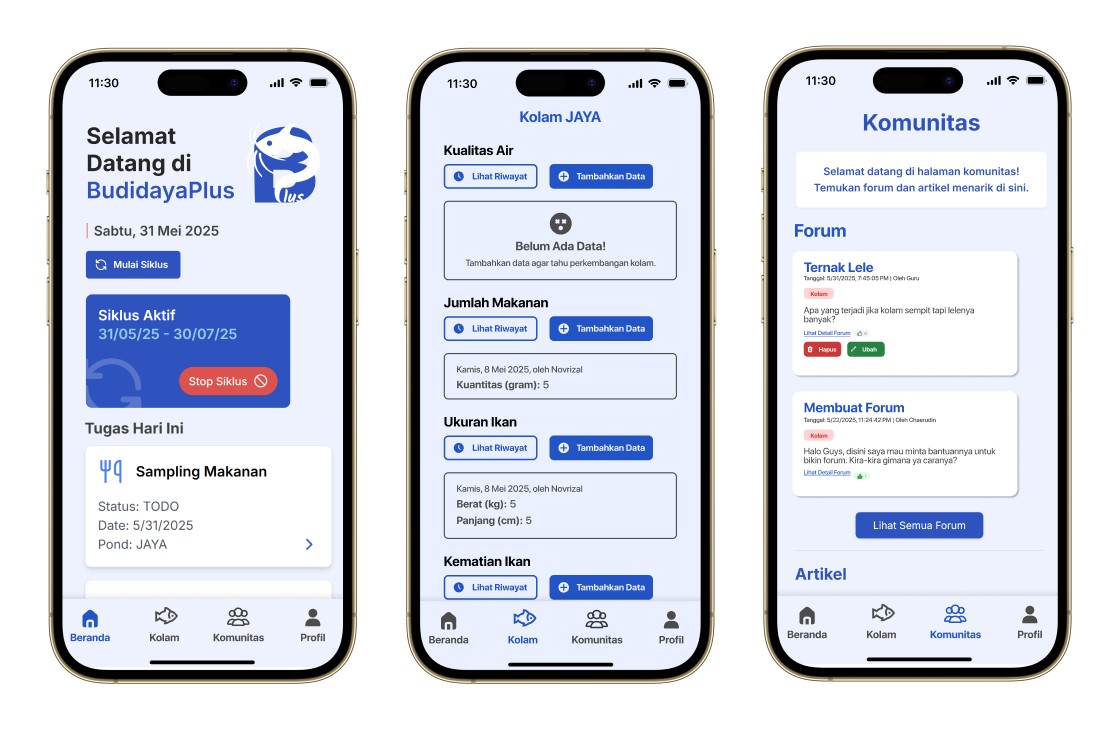 11:30
Selamat
Datang di
BudidayaPlus
lus
Sabtu, 31 Mei 2025
Mulai Siklus
Siklus Aktif
31/05/25 - 30/07/25
Stop Siklus
Tugas Hari Ini
Sampling Makanan
Status: TODO
Date: 5/31/2025
Pond: JAYA
Beranda
Kolam
Komunitas
Profil
11:30
Kolam JAYA
Kualitas Air
Lihat Riwayat
Tambahkan Data
Belum Ada Data!
Tambahkan data agar tahu perkembangan kolam.
Jumlah Makanan
Lihat Riwayat
Tambahkan Data
Kamis, 8 Mei 2025, oleh Novrizal
Kuantitas (gram): 5
Ukuran Ikan
Lihat Riwayat
Tambahkan Data
Kamis, 8 Mei 2025, oleh Novrizal
Berat (kg): 5
Panjang (cm): 5
Kematian Ikan
Lihat Riwayat
Tambahkan Data
Beranda
Kolam
Komunitas
Profil
11:30
Komunitas
Selamat datang di halaman komunitas!
Temukan forum dan artikel menarik di sini.
Forum
Ternak Lele
Tanggal: 5/31/2025, 7:45:05 PM | Oleh Guru
Kolam
Apa yang terjadi jika kolam sempit tapi lelenya
banyak?
Lihat Detail Forum
Hapus
Ubah
Membuat Forum
Tanggal: 5/22/2025, 11:24:42 PM | Oleh Chaerudin
Kolam
Halo Guys, disini saya mau minta bantuannya untuk
bikin forum. Kira-kira gimana ya caranya?
Lihat Detail Forum
Lihat Semua Forum
Artikel
Beranda
Kolam
Komunitas
Profil